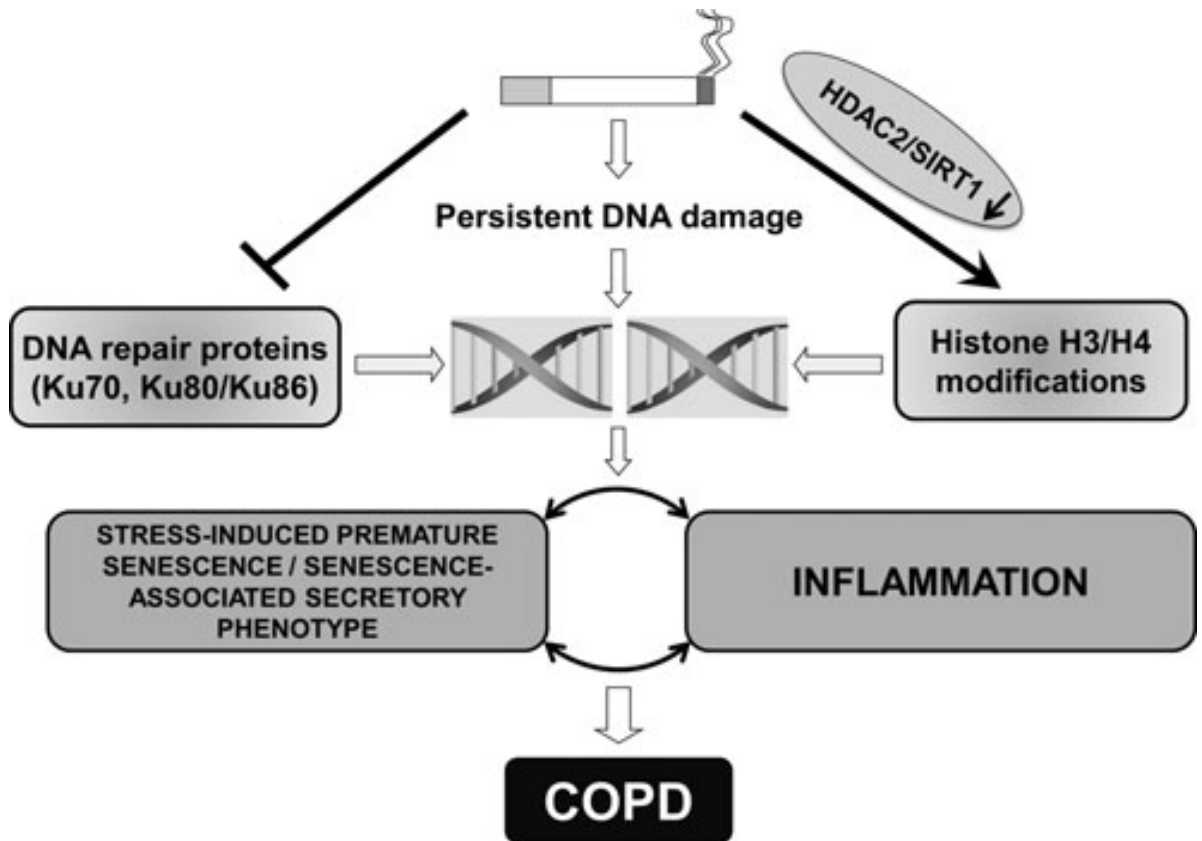 HDAC2/SIRT1
Persistent DNA damage
DNA repair proteins
(Ku70, Ku80/Ku86)
Histone H3/H4
modifications
STRESS-INDUCED PREMATURE
SENESCENCE / SENESCENCE-
ASSOCIATED SECRETORY
PHENOTYPE
INFLAMMATION
COPD